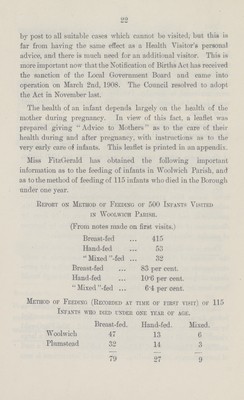 22
by post to all suitable cases which cannot be visited, but this is
far from having the same effect as a Health Visitor's personal
advice, and there is much need for an additional visitor. This is
more important now that the Notification of Births Act has received
the sanction of the Local Government Board and came into
operation on March 2nd, 1908. The Council resolved to adopt
the Act in November last.
The health of an infant depends largely on the health of the
mother during pregnancy. In view of this fact, a leaflet was
prepared giving "Advice to Mothers" as to the care of their
health during and after pregnancy, with instructions as to the
very early care of infants. This leaflet is printed in an appendix.
Miss FitzGerald has obtained the following important
information as to the feeding of infants in Woolwich Parish, and
as to the method of feeding of 115 infants who died in the Borough
under one year.
Report on Method of Feeding of 500 Infants Visited
in Woolwich Parish.
(From notes made on first visits.)
Breast-fed ... 415
Hand-fed ... 53
"Mixed"-fed ... 32
Breast-fed ... 83 per cent.
Hand-fed ... 10·6 per cent.
"Mixed"-fed ... 6·4 per cent.
Method of Feeding (Recorded at time of first visit) of 115
Infants who died under one year of age.
Breast-fed. Hand-fed. Mixed.
Woolwich 47 13 6
Plumstead 32 14 3
79 27 9